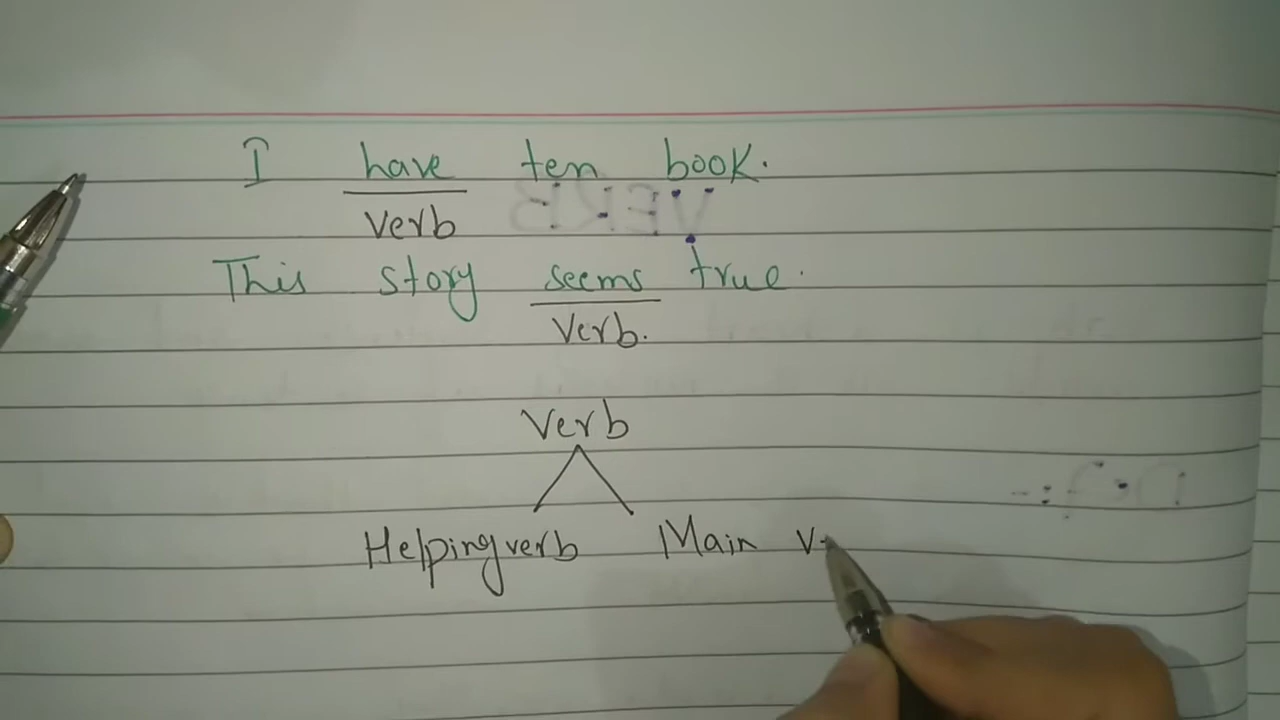 I have ten book.
Verb
This story seems true.
Verb.
Verb
Helping verb Main